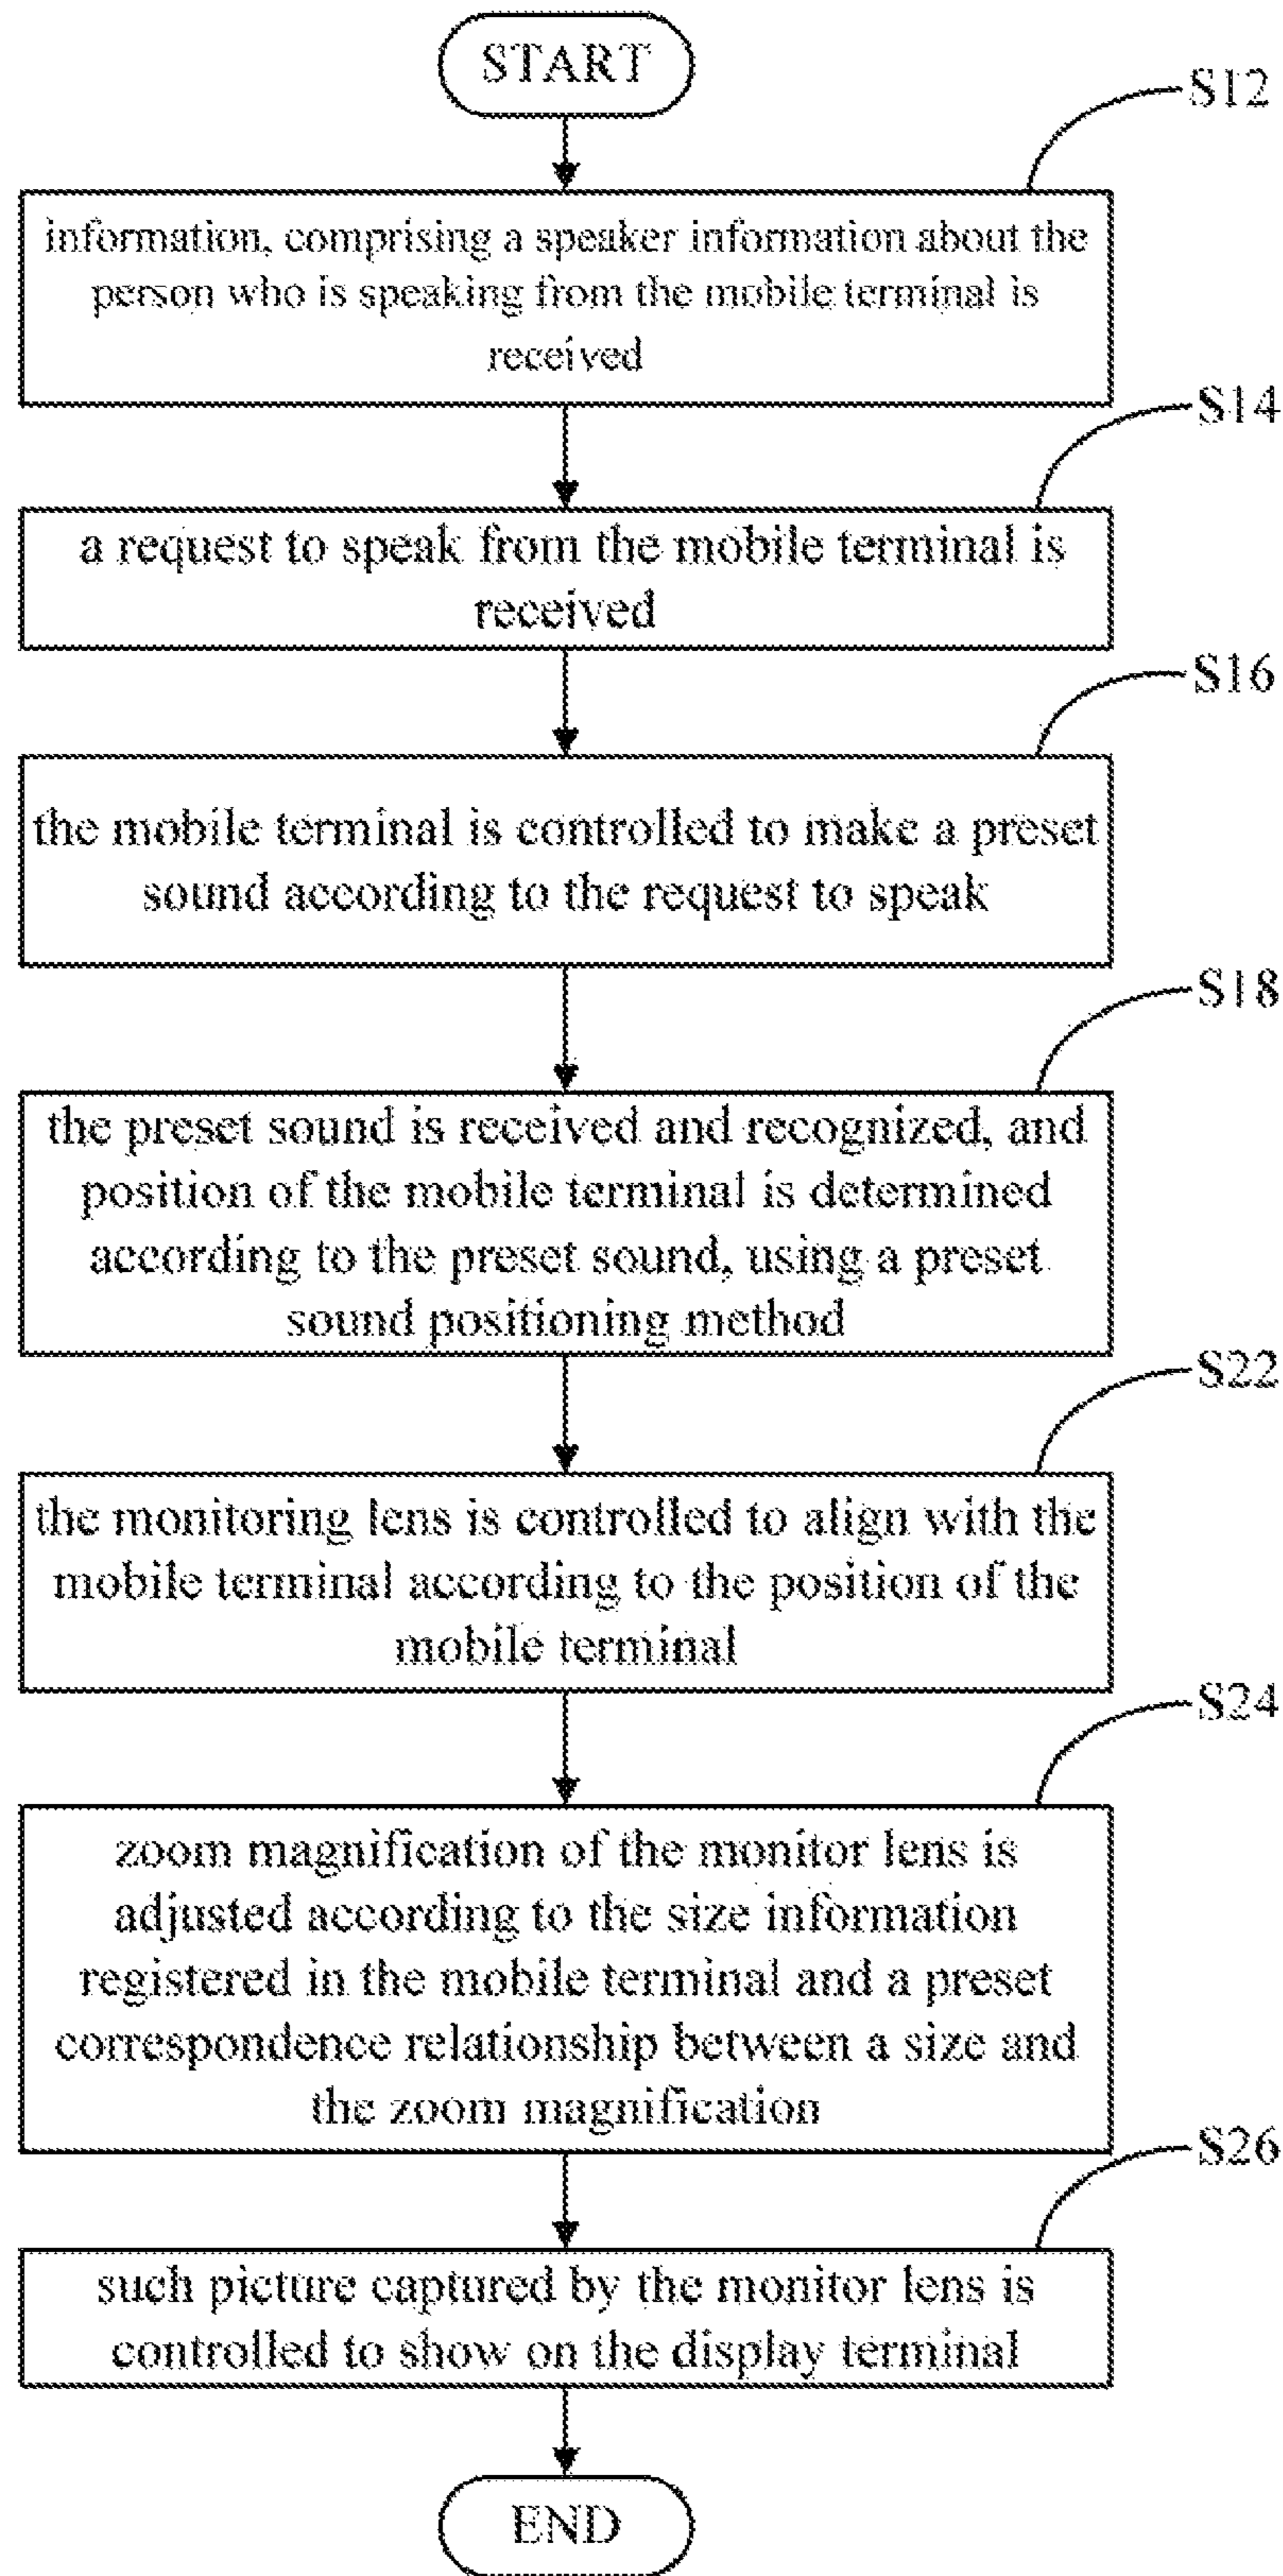 START
S12
information, comprising a speaker information about the
person who is speaking from the mobile terminal is
received
S14
a request to speak from the mobile terminal is
received
S16
the mobile terminal is controlled to make a preset
sound according to the request to speak
S18
the preset sound is received and recognized, and
position of the mobile terminal is determined
according to the preset sound, using a preset
sound positioning method
S22
the monitoring lens is controlled to align with the
mobile terminal according to the position of the
mobile terminal
S24
zoom magnification of the monitor lens is
adjusted according to the size information
registered in the mobile terminal and a preset
correspondence relationship between a size and
the zoom magnification
S26
such picture captured by the monitor lens is
controlled to show on the display terminal
END